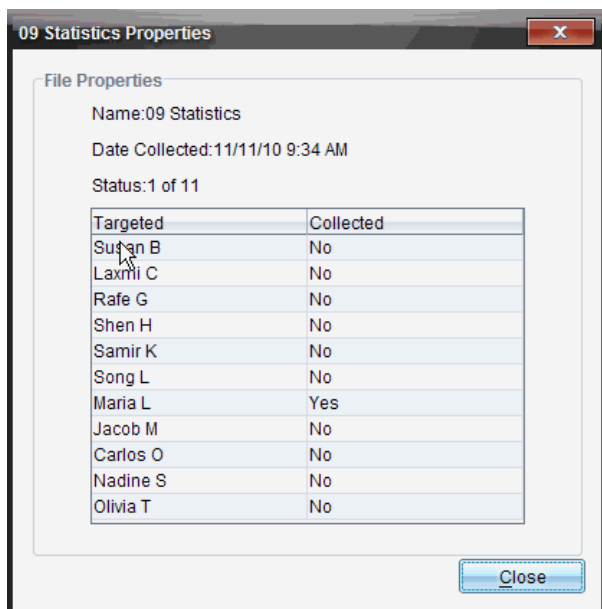 09 Statistics Properties
x
File Properties
Name:09 Statistics
Date Collected:11/11/10 9:34 AM
Status:1 of 11
Targeted Collected
Susan B No
Laxmi C No
Rafe G No
Shen H No
Samir K No
Song L No
Maria L Yes
Jacob M No
Carlos O No
Nadine S No
Olivia T No
Close